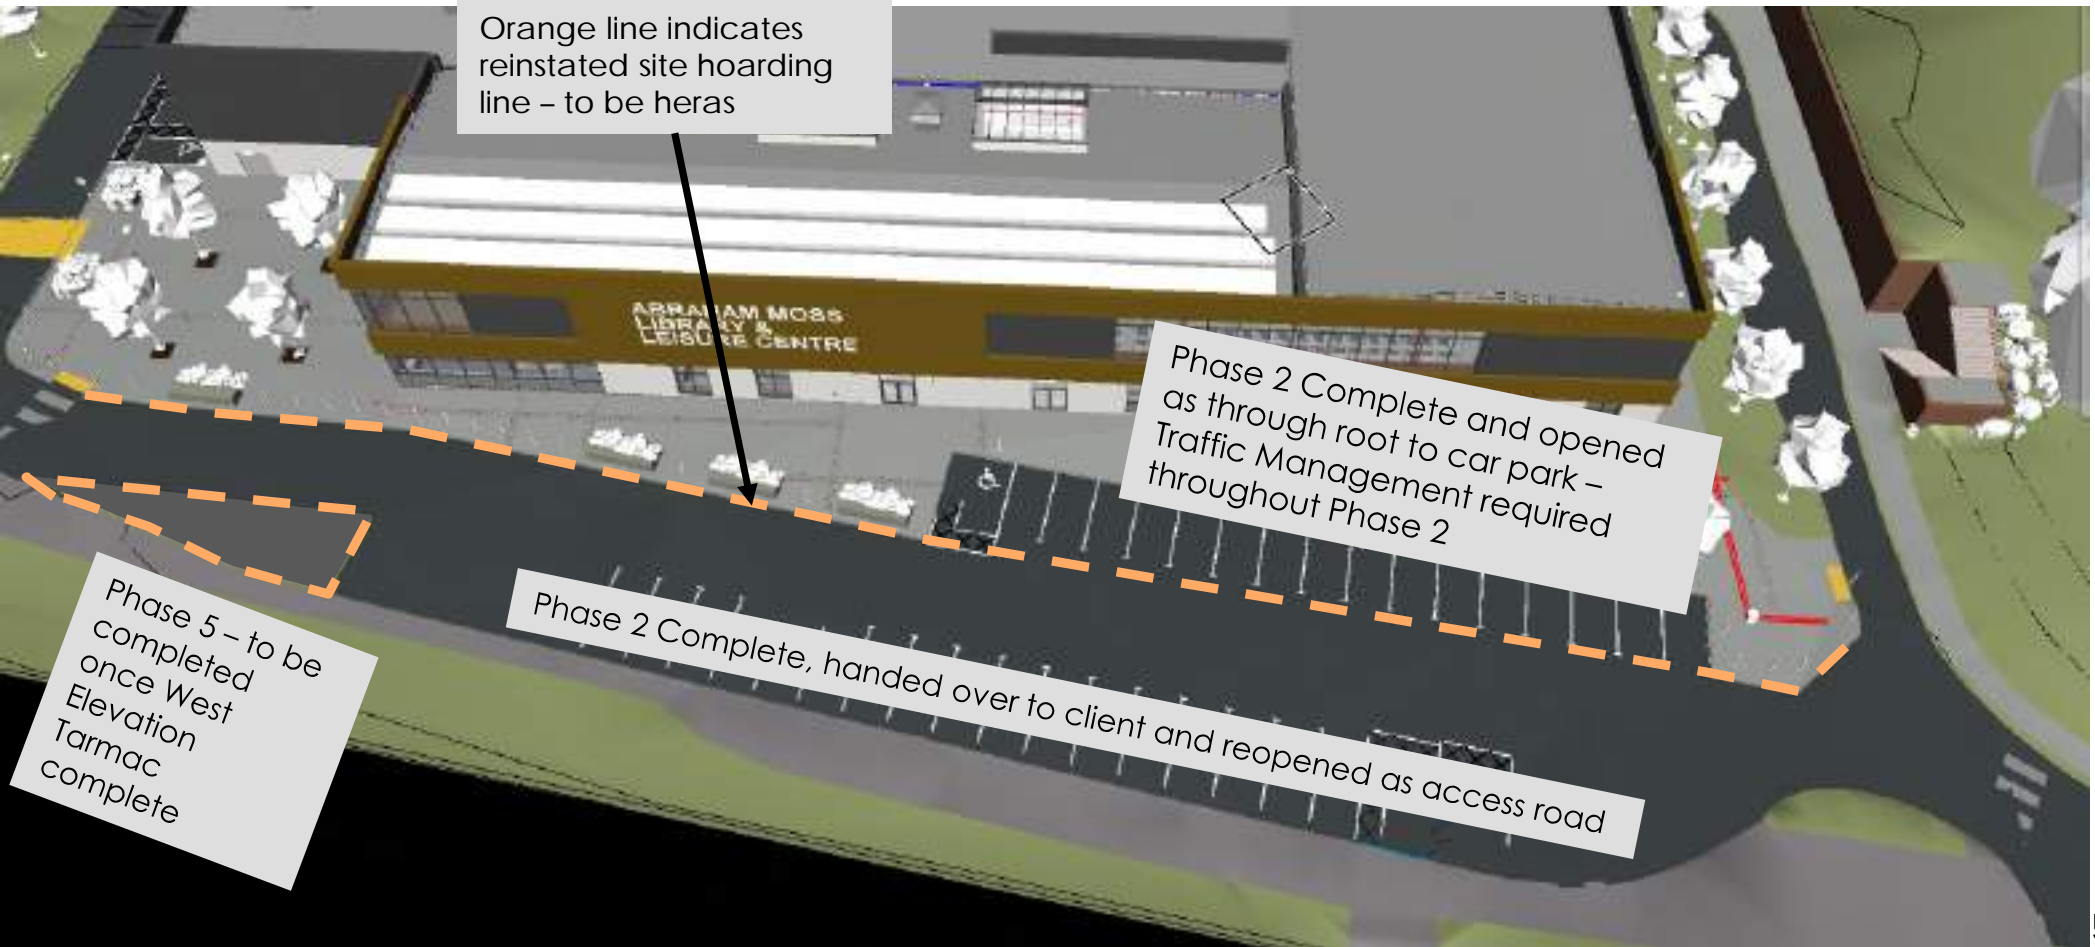 Orange line indicates
reinstated site hoarding
line – to be heras
ABRAHAM MOSS
LIBRARY &
LEISURE CENTRE
Phase 2 Complete and opened
as through root to car park –
Traffic Management required
throughout Phase 2
Phase 5 – to be
completed
once West
Elevation
Tarmac
complete
Phase 2 Complete, handed over to client and reopened as access road